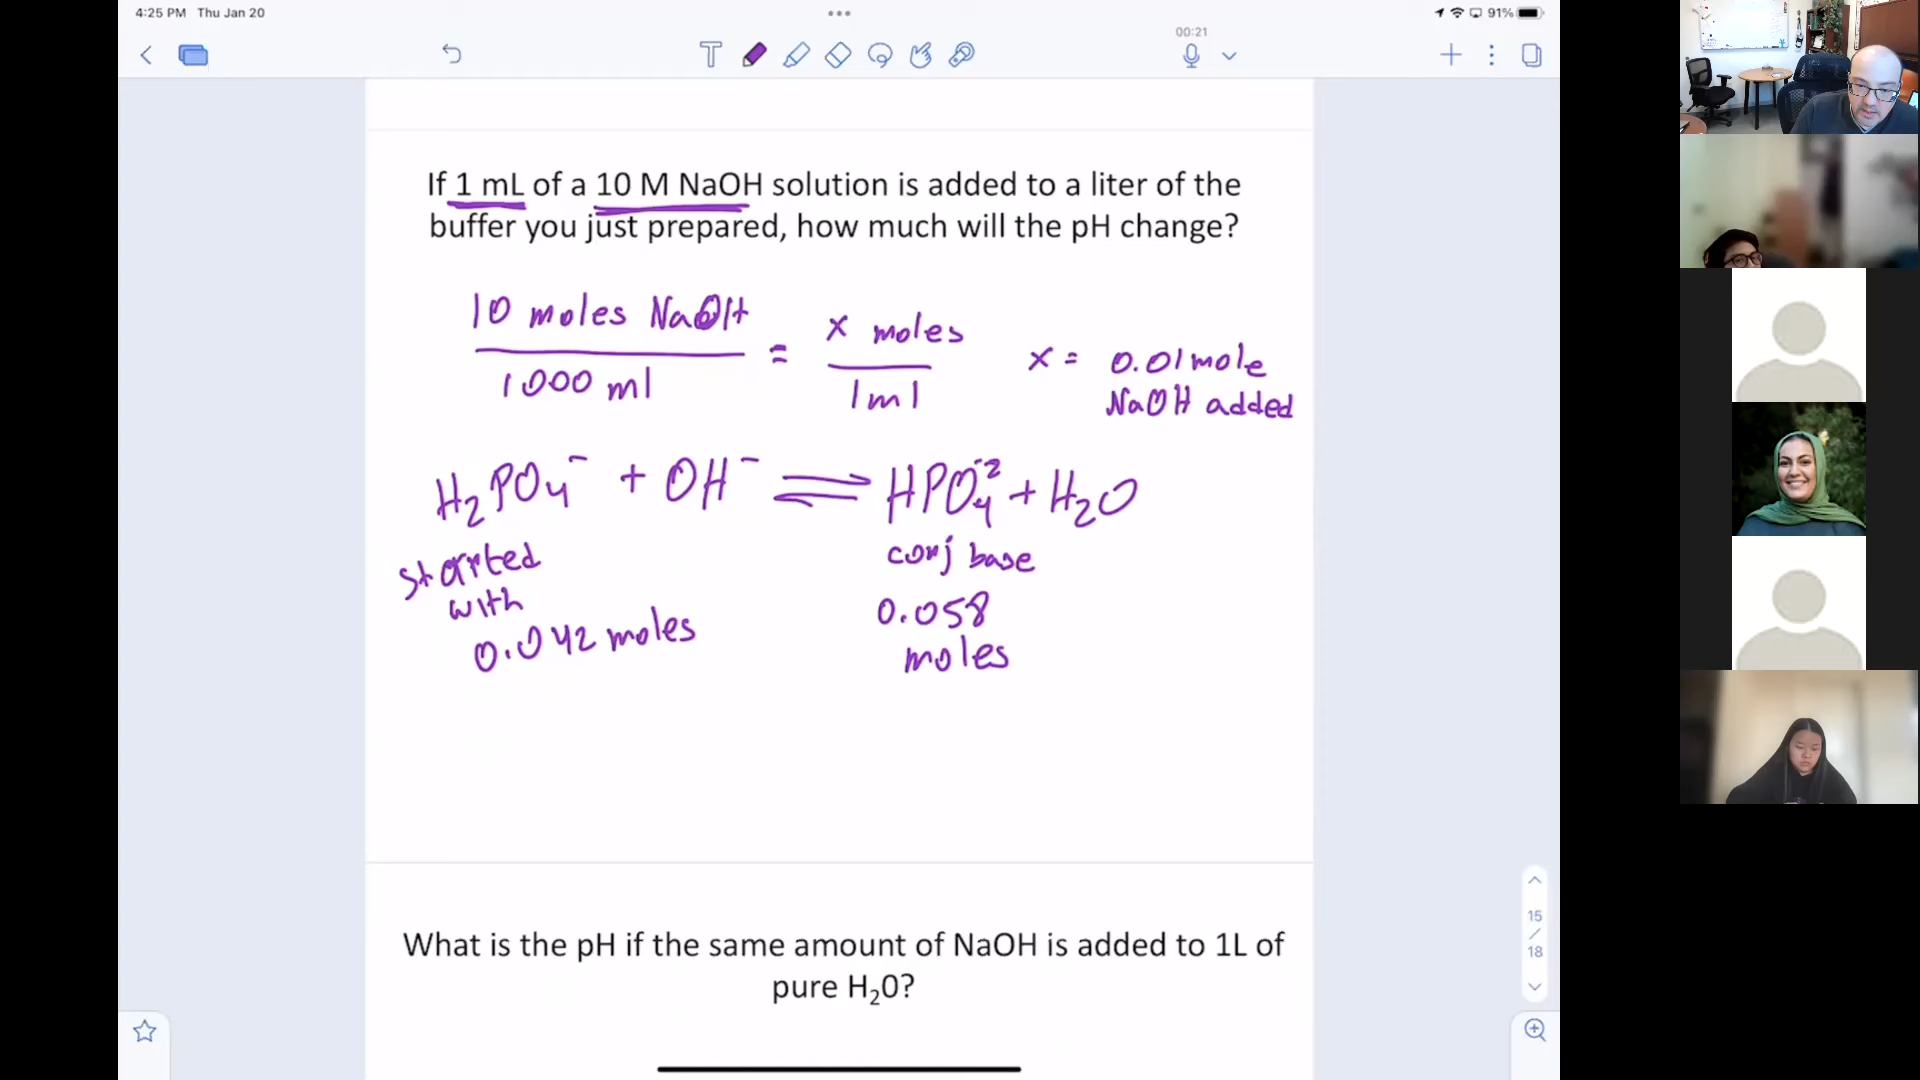 4:25 PM Thu Jan 20
91%
00:21
If 1 mL of a 10 M NaOH solution is added to a liter of the
buffer you just prepared, how much will the pH change?
10 moles NaOH
1000 ml
=
x moles
1 ml
x = 0.01 mole
NaOH added
H₂PO₄⁻ + OH⁻ ⇌ HPO₄⁻² + H₂O
started
with
0.042 moles
conj base
0.058
moles
What is the pH if the same amount of NaOH is added to 1L of
pure H₂0?
15
/
18